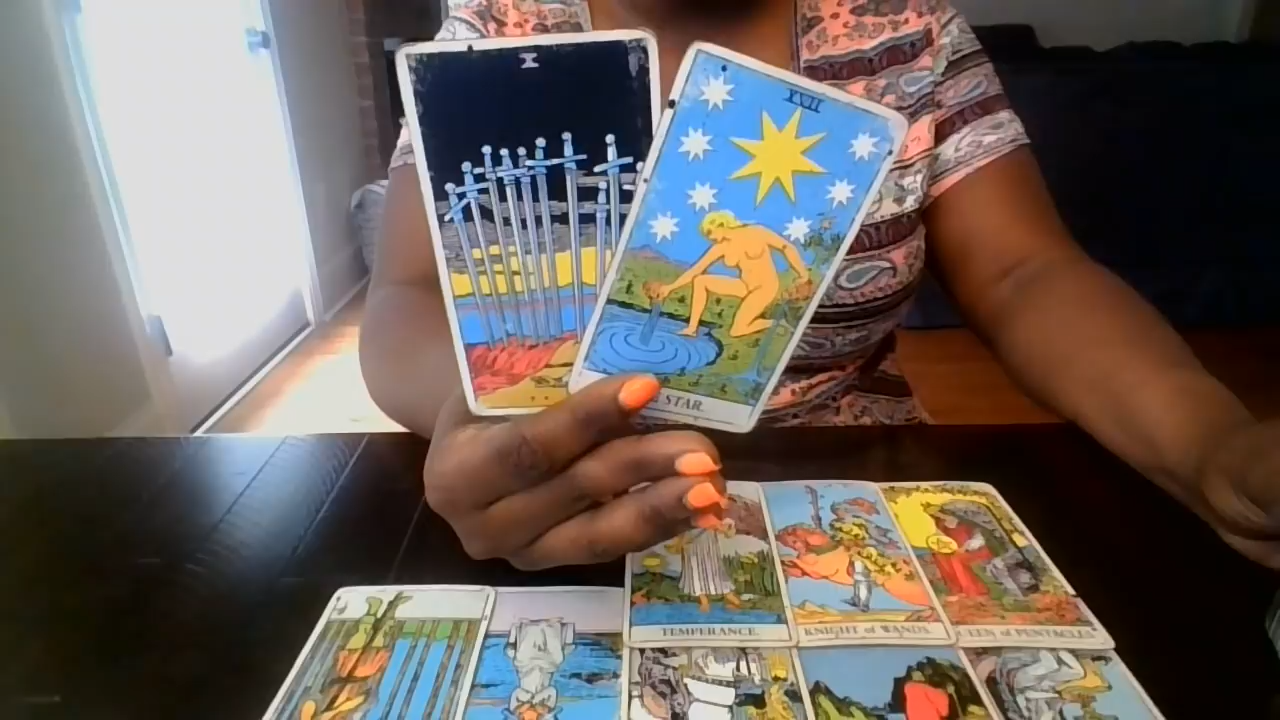 X
XVII
STAR.
TEMPERANCE.
KNIGHT of WANDS.
QUEEN of PENTACLES.